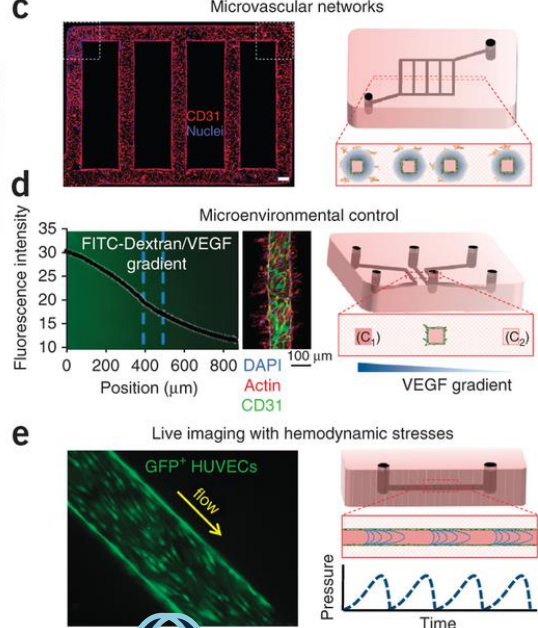 c
Microvascular networks
CD31
Nuclei
d
Microenvironmental control
Fluorescence intensity
35
30
25
20
15
10
FITC-Dextran/VEGF
gradient
0 200 400 600 800
Position (μm)
100 μm
DAPI
Actin
CD31
(C₁)
(C₂)
VEGF gradient
e
Live imaging with hemodynamic stresses
GFP⁺ HUVECs
flow
Pressure
Time